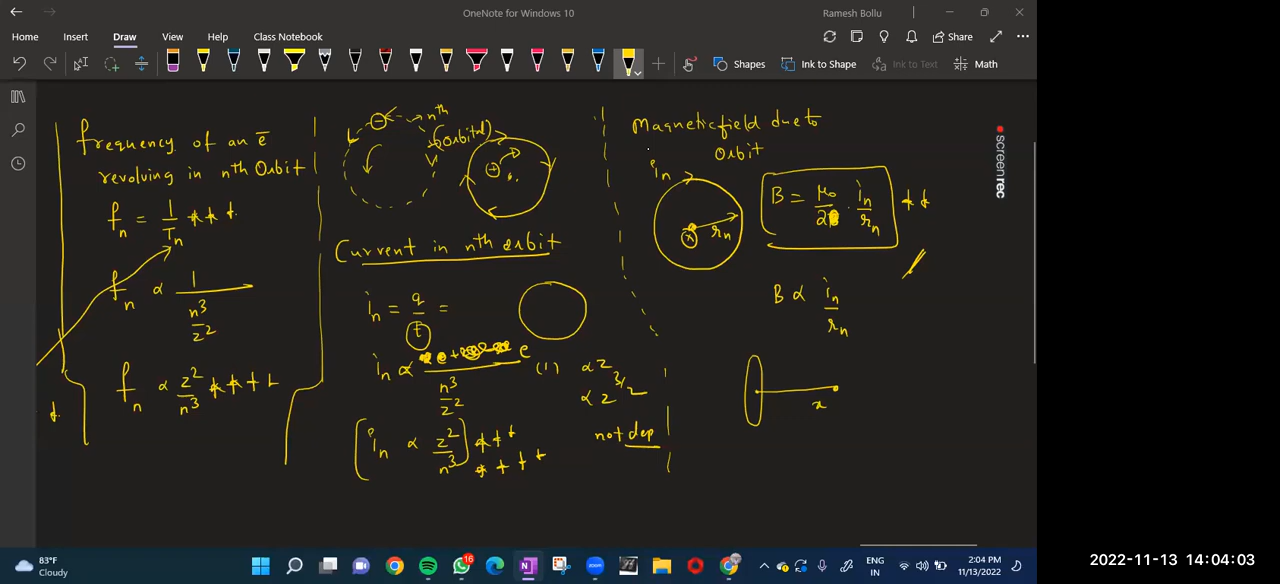 OneNote for Windows 10
Ramesh Bollu
Home Insert Draw View Help Class Notebook
Share
Shapes Ink to Shape Ink to Text Math
frequency of an e̅
revolving in nth Orbit
fn = 1/Tn
fn ∝ 1/(n³/z²)
fn ∝ z²/n³
nth
(Orbital)
Current in nth orbit
in = q/t =
in ∝ e/(n³/z²) (1)
∝ z
∝ z^3/2
in ∝ z²/n³
not dep
Magnetic field due to
Orbit
in
rn
B = μ₀/2 · in/rn
B ∝ in/rn
x
screenrec
83°F
Cloudy
16
ENG
IN
2:04 PM
11/13/2022
2022-11-13 14:04:03